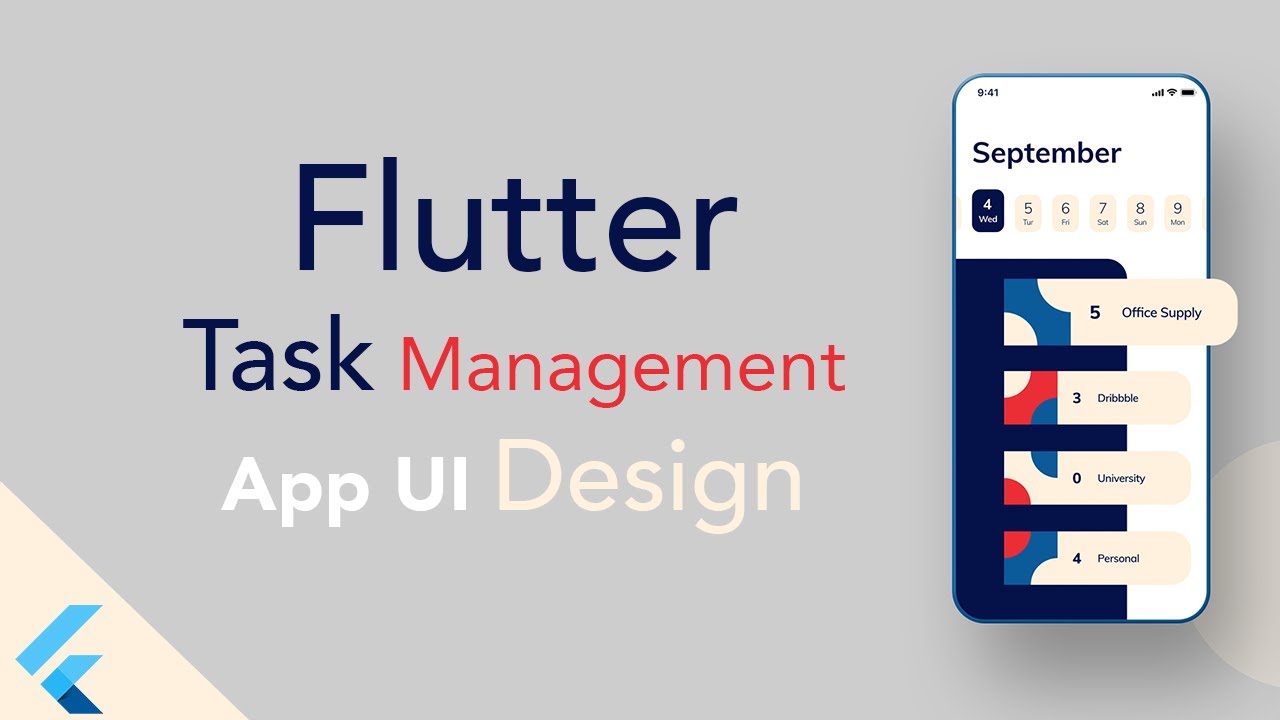 Flutter
Task Management
App UI Design
9:41
September
4 5 6 7 8 9
Wed Tur Fri Sat Sun Mon
5 Office Supply
3 Dribbble
0 University
4 Personal